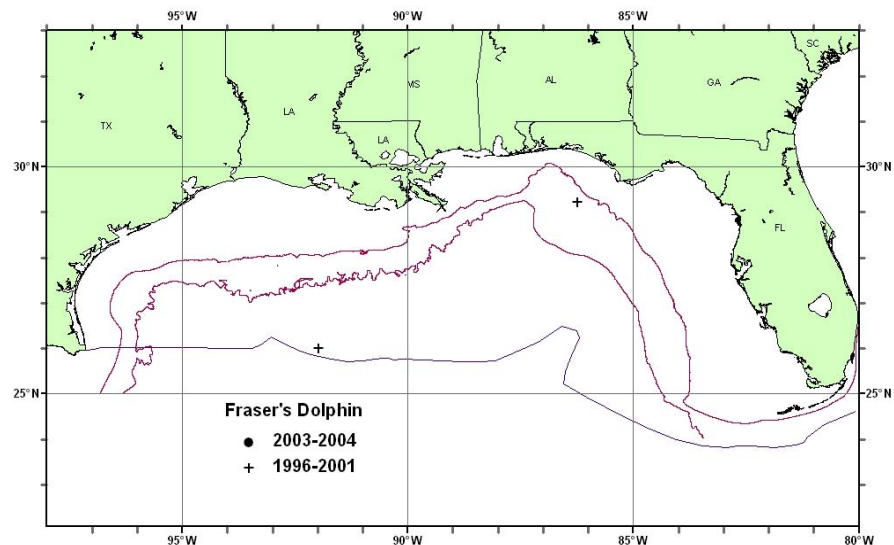 95°W 90°W 85°W 80°W
SC
MS AL GA
LA
TX
LA
30°N 30°N
FL
25°N 25°N
Fraser's Dolphin
2003-2004
1996-2001
95°W 90°W 85°W 80°W